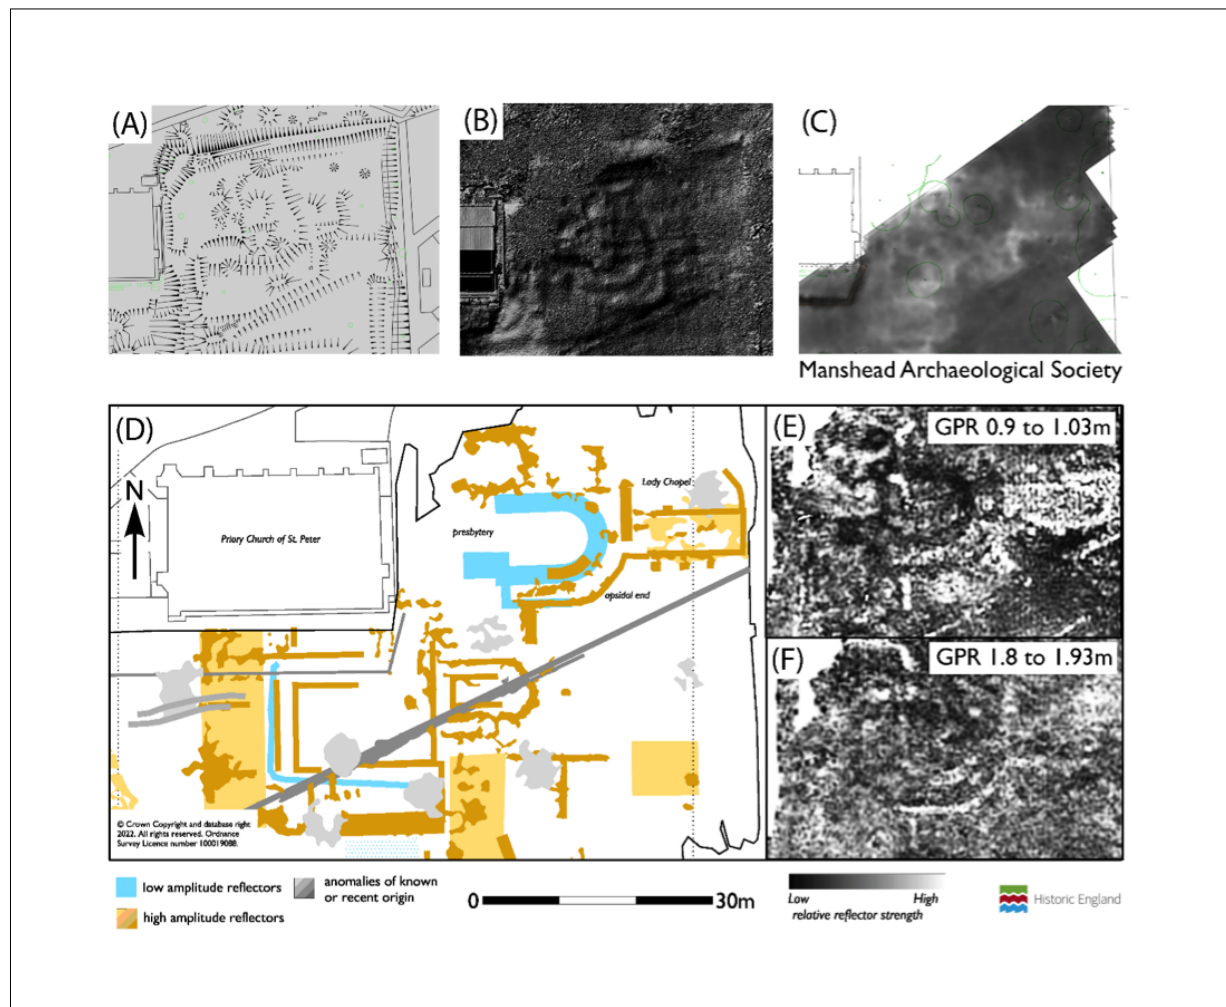 (A)
(B)
(C)
Manshead Archaeological Society
(D)
N
Priory Church of St. Peter
presbytery
Lady Chapel
apsidal end
© Crown Copyright and database right
2022. All rights reserved. Ordnance
Survey Licence number 100019088.
(E)
GPR 0.9 to 1.03m
(F)
GPR 1.8 to 1.93m
low amplitude reflectors
high amplitude reflectors
anomalies of known
or recent origin
0
30m
Low
High
relative reflector strength
Historic England